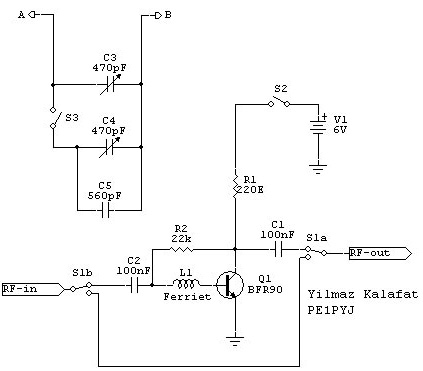 A
B
C3
470pF
S3
C4
470pF
C5
560pF
S2
V1
6V
+
R1
220E
R2
22k
C1
100nF
S1a
RF-out
C2
100nF
L1
Ferriet
Q1
BFR90
S1b
RF-in
Yilmaz Kalafat
PE1PYJ